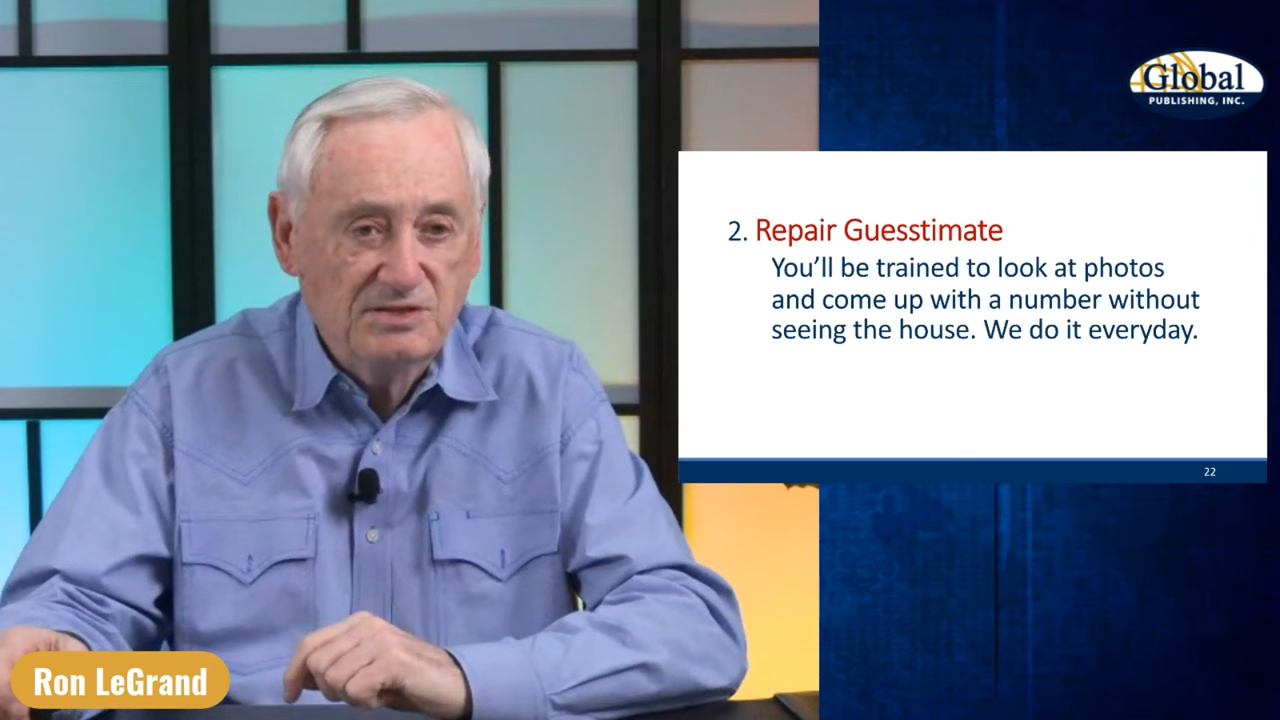 Global
PUBLISHING, INC.
2. Repair Guesstimate
You’ll be trained to look at photos
and come up with a number without
seeing the house. We do it everyday.
22
Ron LeGrand